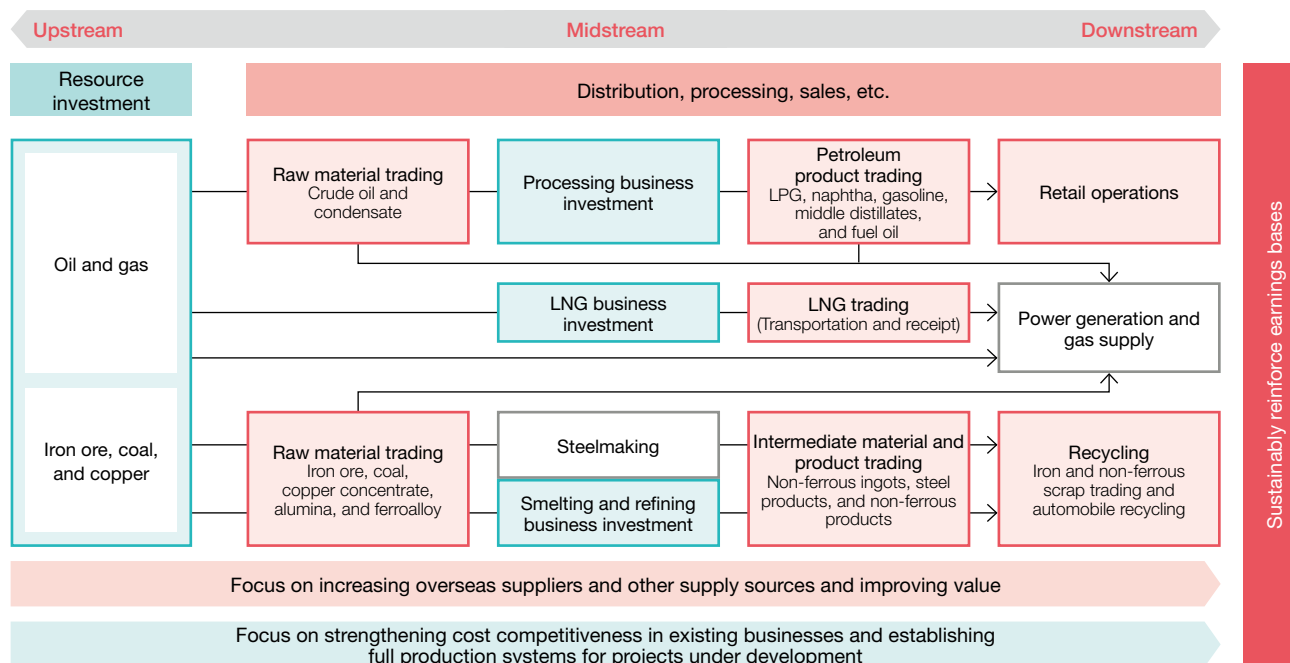 Upstream
Midstream
Downstream
Resource
investment
Distribution, processing, sales, etc.
Oil and gas
Raw material trading
Crude oil and
condensate
Processing business
investment
Petroleum
product trading
LPG, naphtha, gasoline,
middle distillates,
and fuel oil
Retail operations
LNG business
investment
LNG trading
(Transportation and receipt)
Power generation and
gas supply
Iron ore, coal,
and copper
Raw material trading
Iron ore, coal,
copper concentrate,
alumina, and ferroalloy
Steelmaking
Smelting and refining
business investment
Intermediate material and
product trading
Non-ferrous ingots, steel
products, and non-ferrous
products
Recycling
Iron and non-ferrous
scrap trading and
automobile recycling
Sustainably reinforce earnings bases
Focus on increasing overseas suppliers and other supply sources and improving value
Focus on strengthening cost competitiveness in existing businesses and establishing
full production systems for projects under development